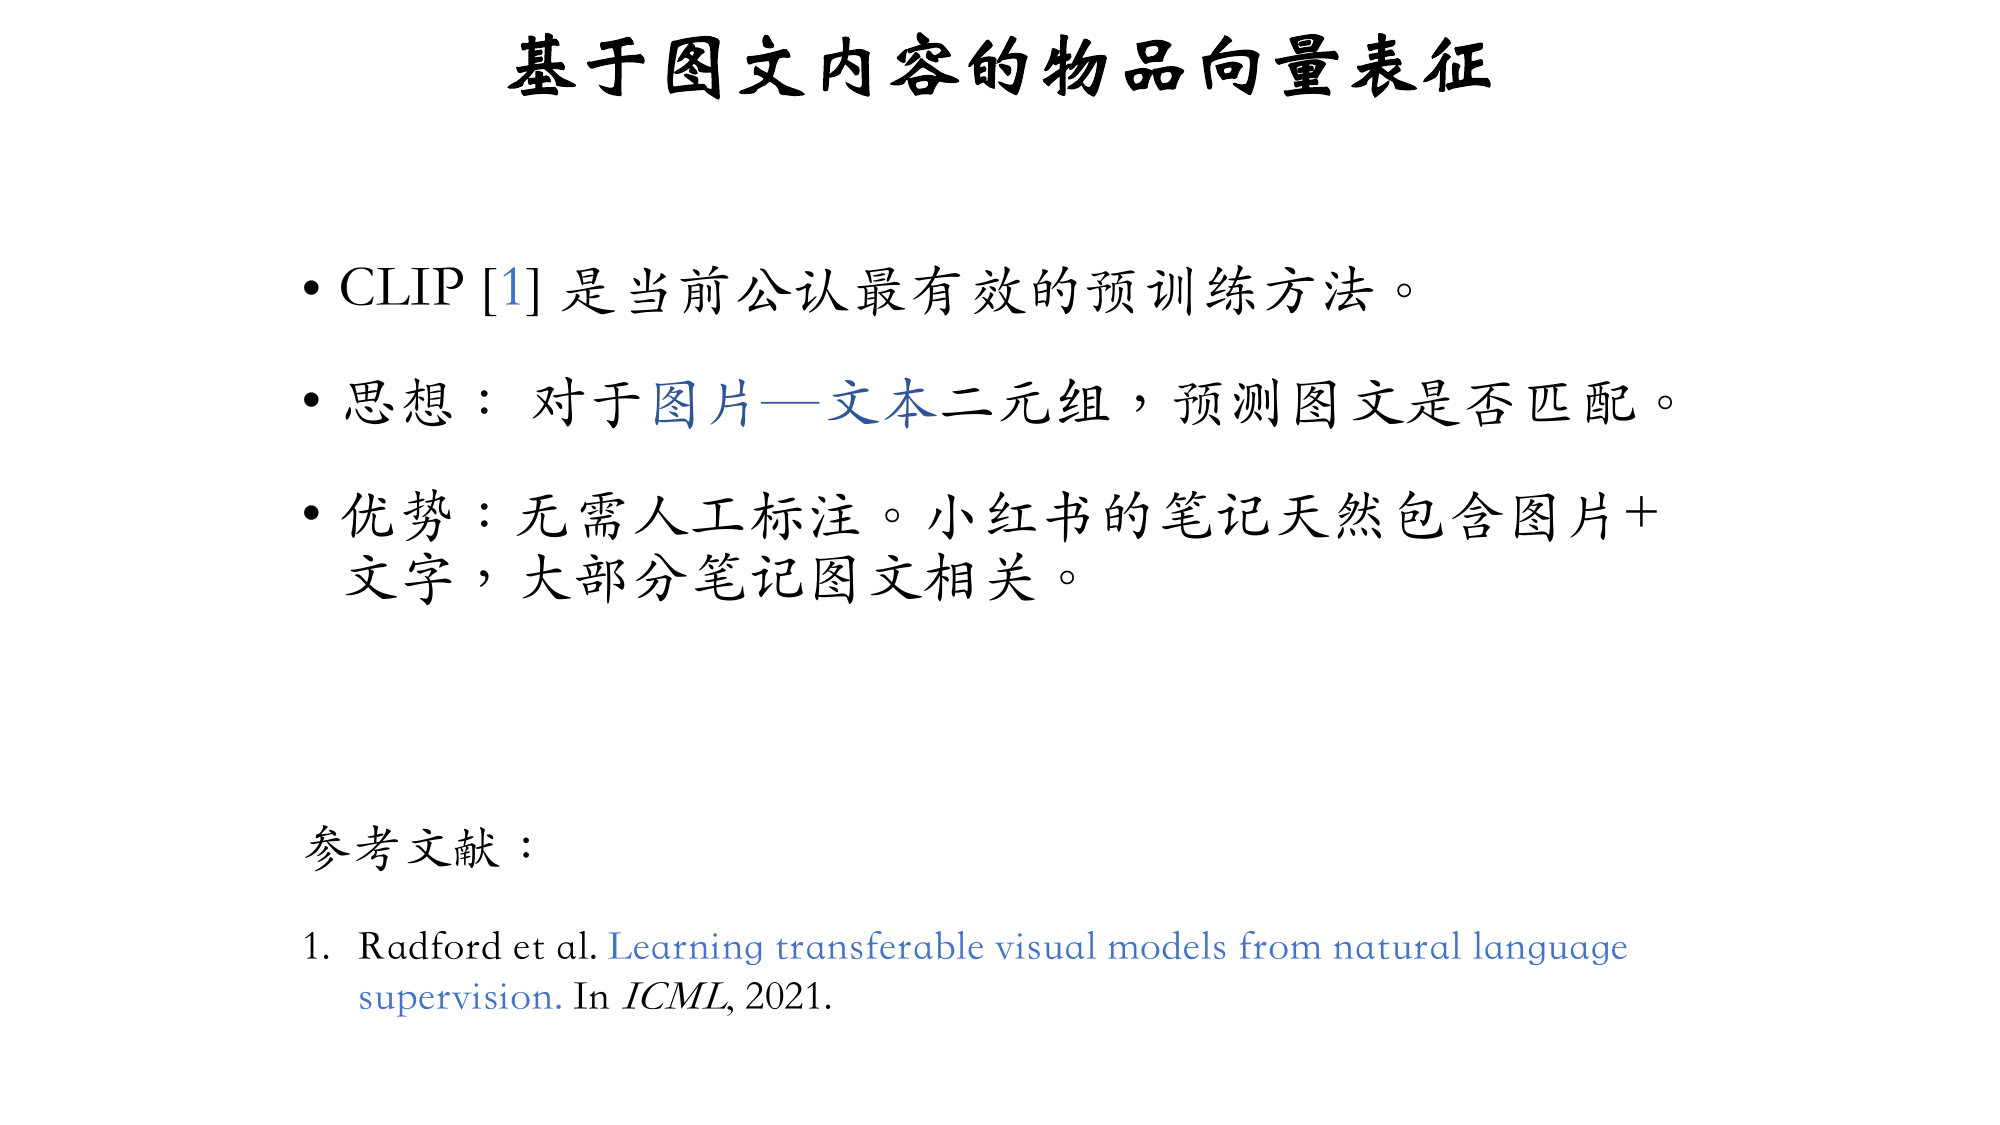 基于图文内容的物品向量表征
• CLIP [1] 是当前公认最有效的预训练方法。
• 思想： 对于图片—文本二元组，预测图文是否匹配。
• 优势：无需人工标注。小红书的笔记天然包含图片+
文字，大部分笔记图文相关。
参考文献：
1. Radford et al. Learning transferable visual models from natural language
supervision. In ICML, 2021.